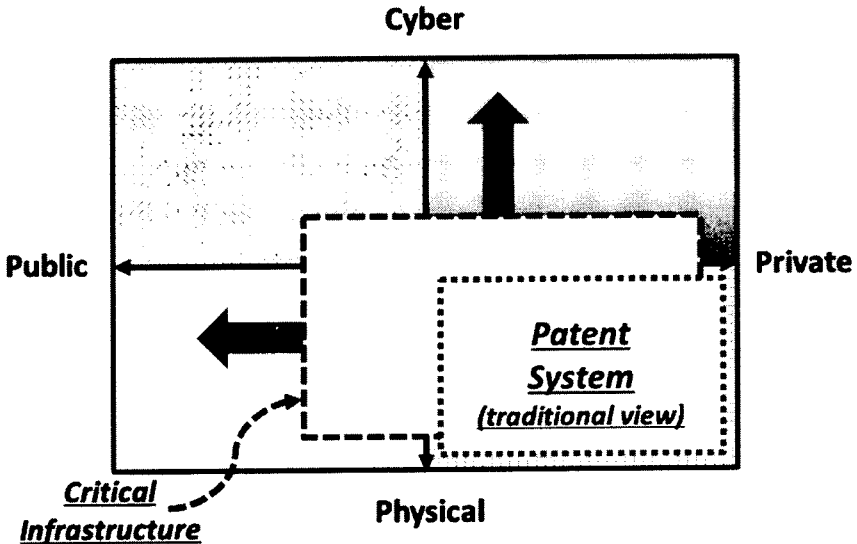 Cyber
Public
Private
Patent
System
(traditional view)
Critical
Infrastructure
Physical